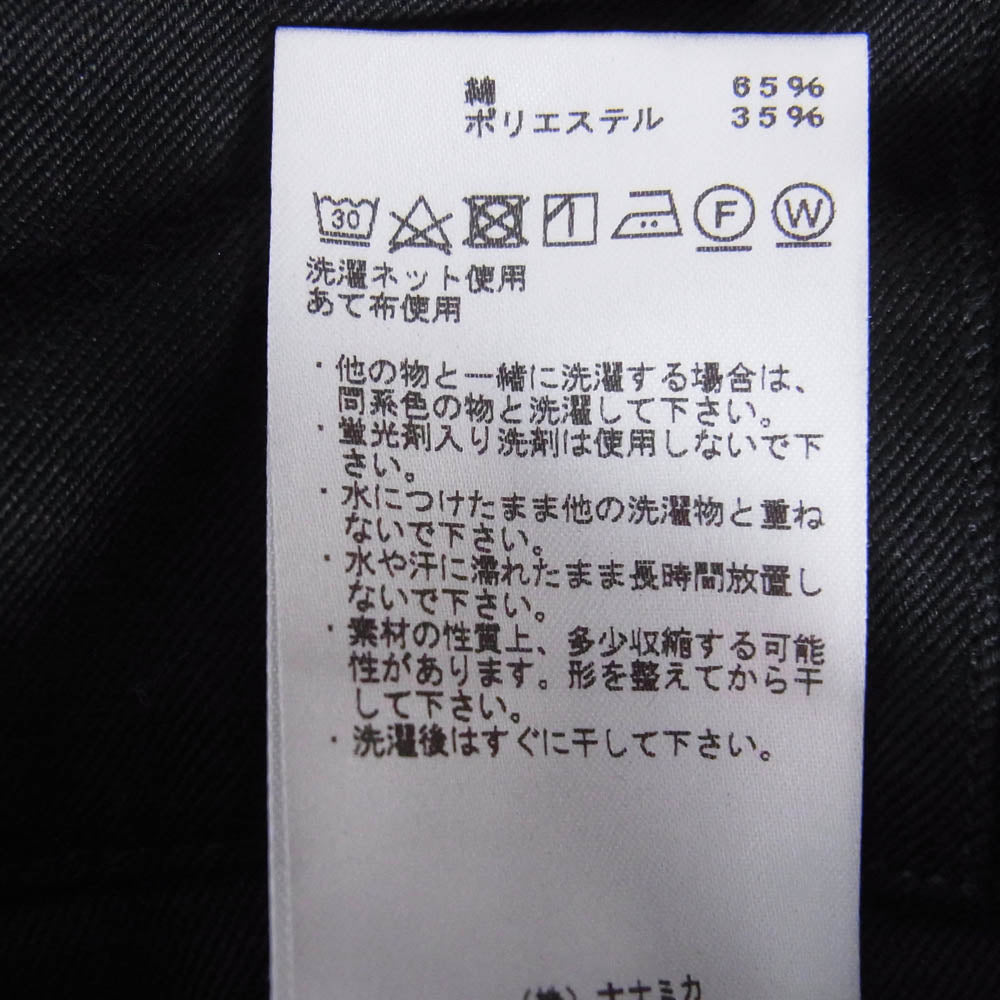 綿 65%
ポリエステル 35%
30 F W
洗濯ネット使用
あて布使用
・他の物と一緒に洗濯する場合は、
同系色の物と洗濯して下さい。
・蛍光剤入り洗剤は使用しないで下
さい。
・水につけたまま他の洗濯物と重ね
ないで下さい。
・水や汗に濡れたまま長時間放置し
ないで下さい。
・素材の性質上、多少収縮する可能
性があります。形を整えてから干
して下さい。
・洗濯後はすぐに干して下さい。
(株)ナナミカ